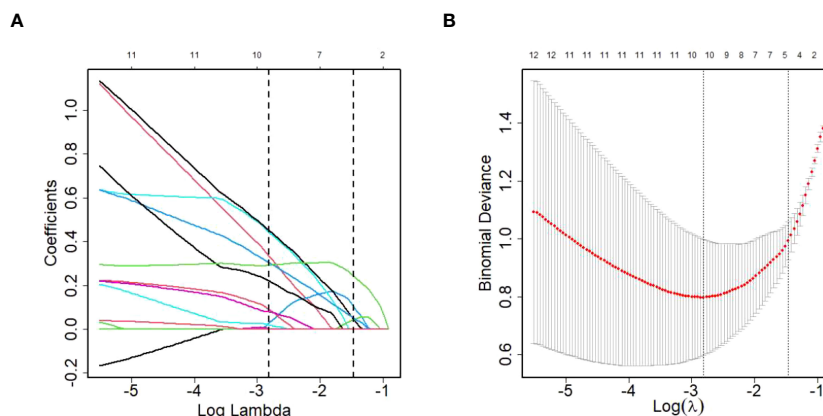 A
11 11 10 7 2
Coefficients
1.0
0.8
0.6
0.4
0.2
0.0
-0.2
-5 -4 -3 -2 -1
Log Lambda
B
12 12 11 11 11 11 11 11 11 10 10 9 8 7 7 5 4 2
Binomial Deviance
1.4
1.2
1.0
0.8
0.6
-5 -4 -3 -2 -1
Log(λ)